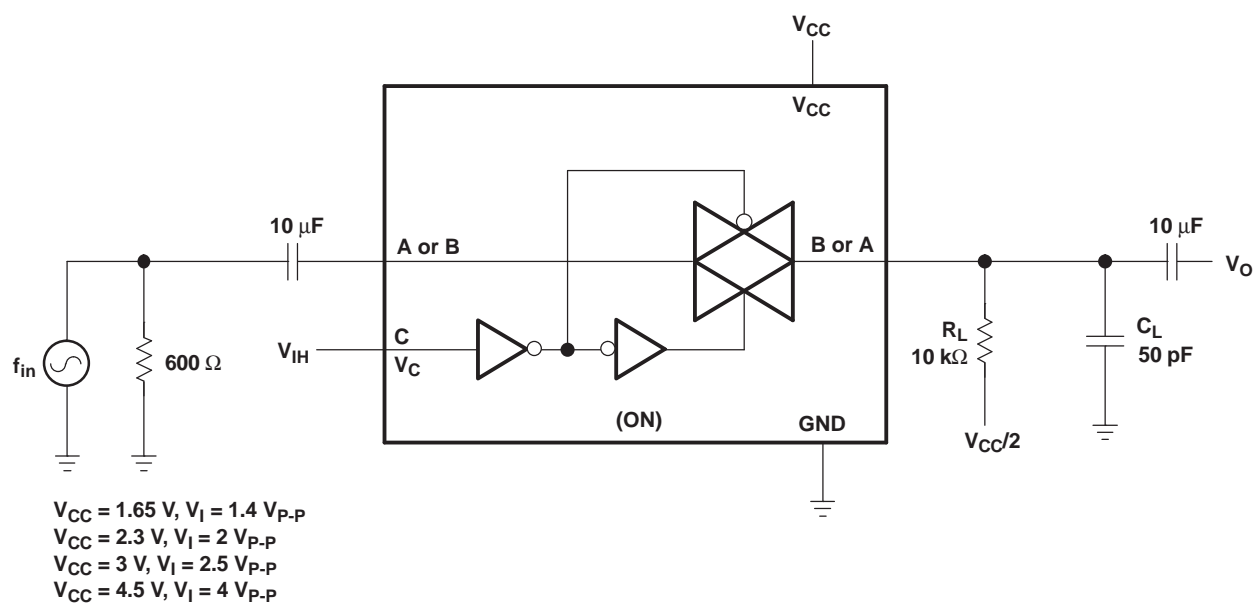 VCC
VCC
10 μF
A or B
B or A
10 μF
VO
fin
600 Ω
VIH
C
VC
RL
10 kΩ
CL
50 pF
(ON)
GND
VCC/2
VCC = 1.65 V, VI = 1.4 VP-P
VCC = 2.3 V, VI = 2 VP-P
VCC = 3 V, VI = 2.5 VP-P
VCC = 4.5 V, VI = 4 VP-P